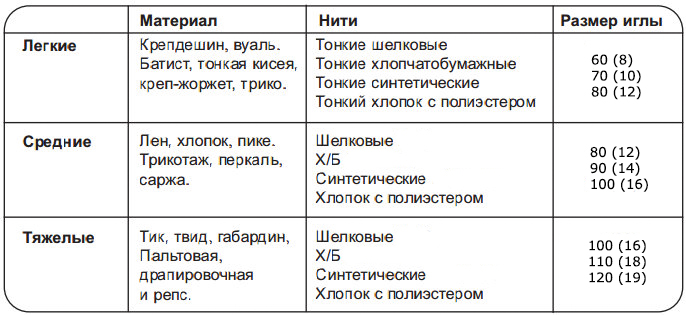 Материал Нити Размер иглы
Легкие
Крепдешин, вуаль.
Батист, тонкая кисея,
креп-жоржет, трико.
Тонкие шелковые
Тонкие хлопчатобумажные
Тонкие синтетические
Тонкий хлопок с полиэстером
60 (8)
70 (10)
80 (12)
Средние
Лен, хлопок, пике.
Трикотаж, перкаль,
саржа.
Шелковые
Х/Б
Синтетические
Хлопок с полиэстером
80 (12)
90 (14)
100 (16)
Тяжелые
Тик, твид, габардин,
Пальтовая,
драпировочная
и репс.
Шелковые
Х/Б
Синтетические
Хлопок с полиэстером
100 (16)
110 (18)
120 (19)